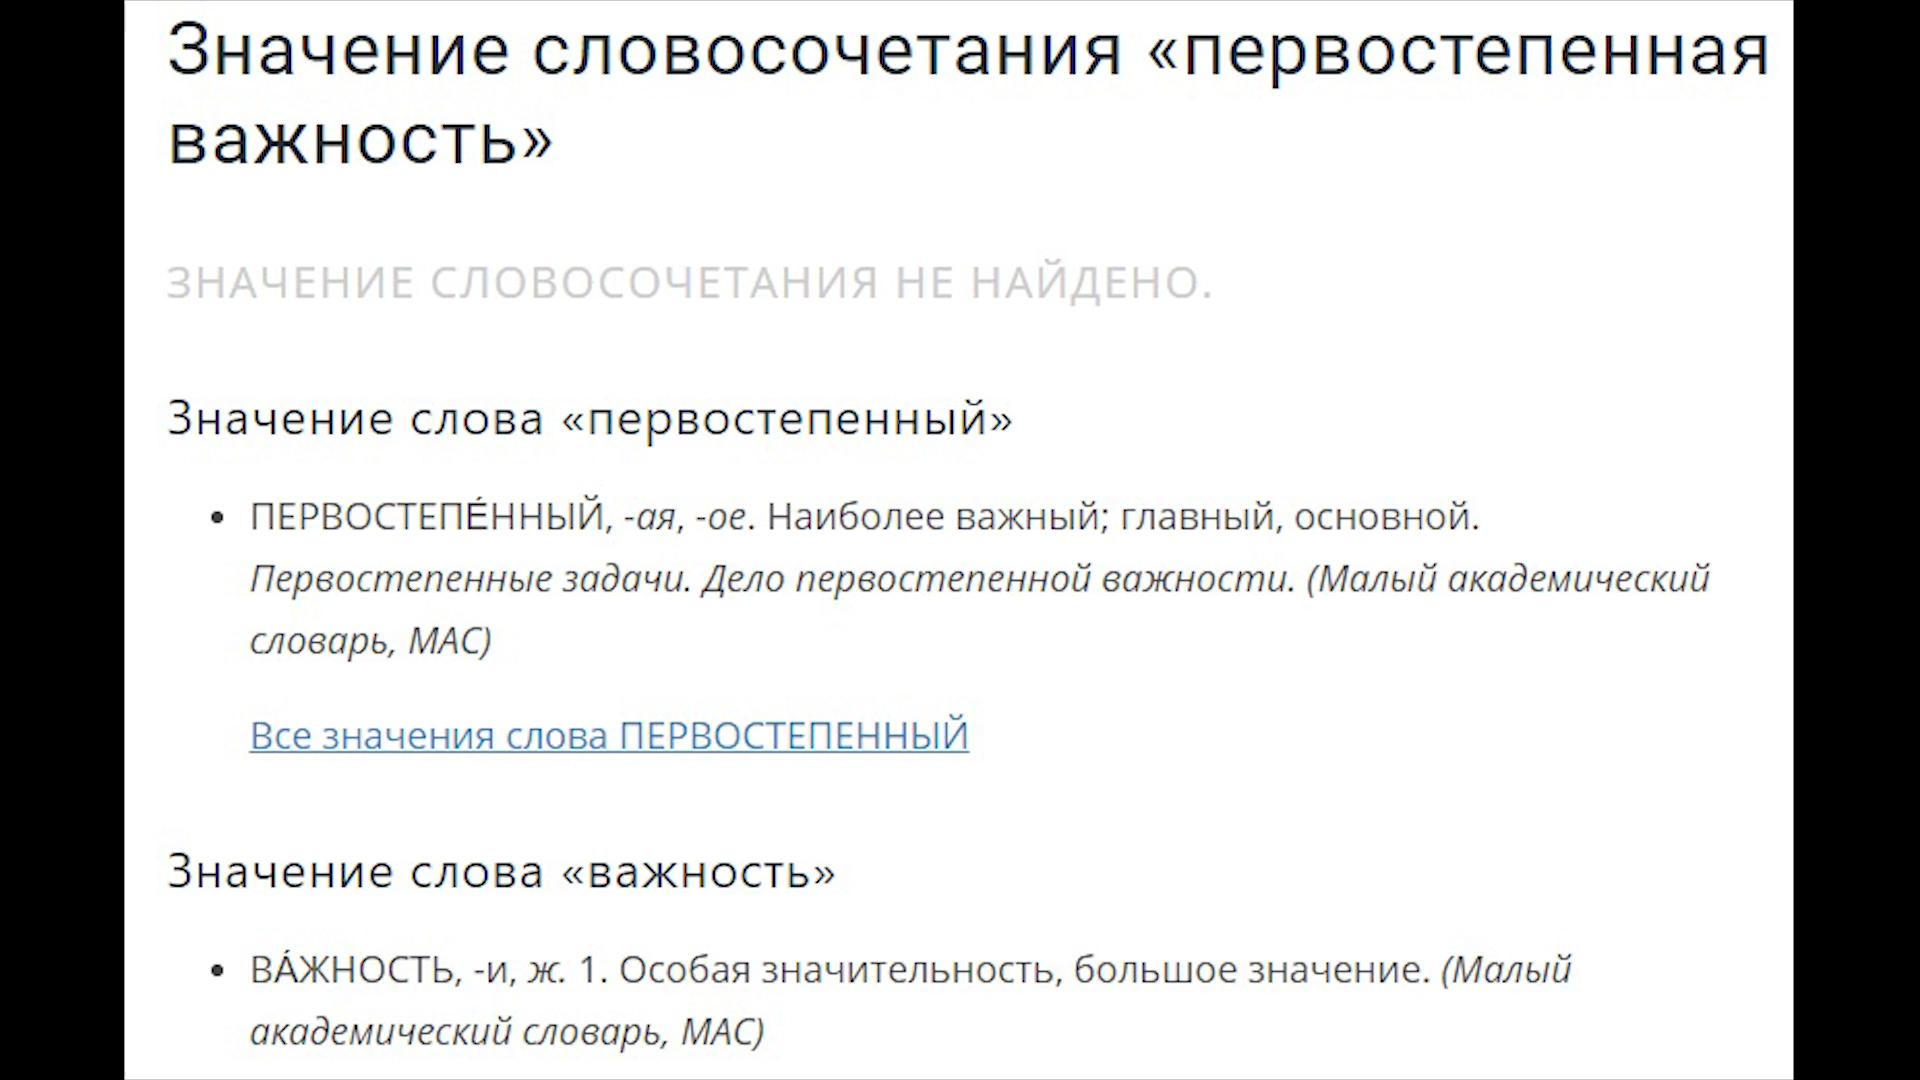 Значение словосочетания «первостепенная
важность»
ЗНАЧЕНИЕ СЛОВОСОЧЕТАНИЯ НЕ НАЙДЕНО.
Значение слова «первостепенный»
• ПЕРВОСТЕПЕ́ННЫЙ, -ая, -ое. Наиболее важный; главный, основной.
Первостепенные задачи. Дело первостепенной важности. (Малый академический
словарь, МАС)
Все значения слова ПЕРВОСТЕПЕННЫЙ
Значение слова «важность»
• ВА́ЖНОСТЬ, -и, ж. 1. Особая значительность, большое значение. (Малый
академический словарь, МАС)